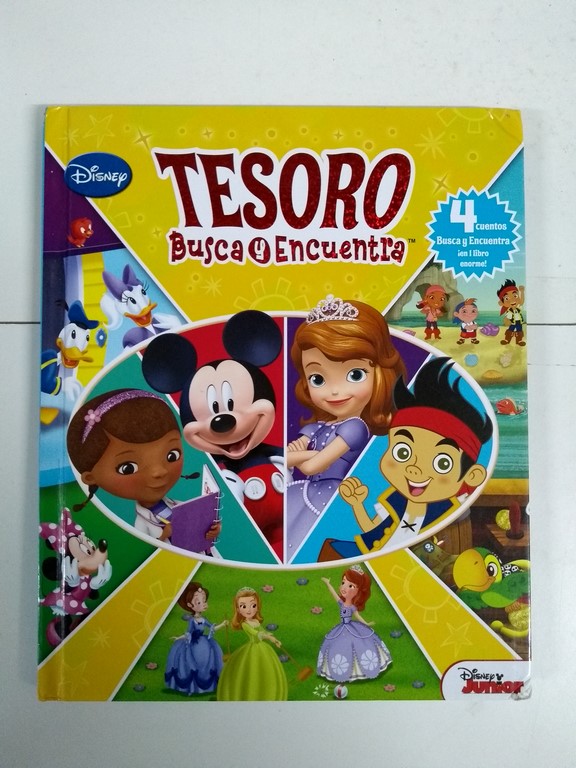 Disney
TESORO
Busca y Encuentra™
4
cuentos
Busca y Encuentra
¡en 1 libro
enorme!
Disney
Junior